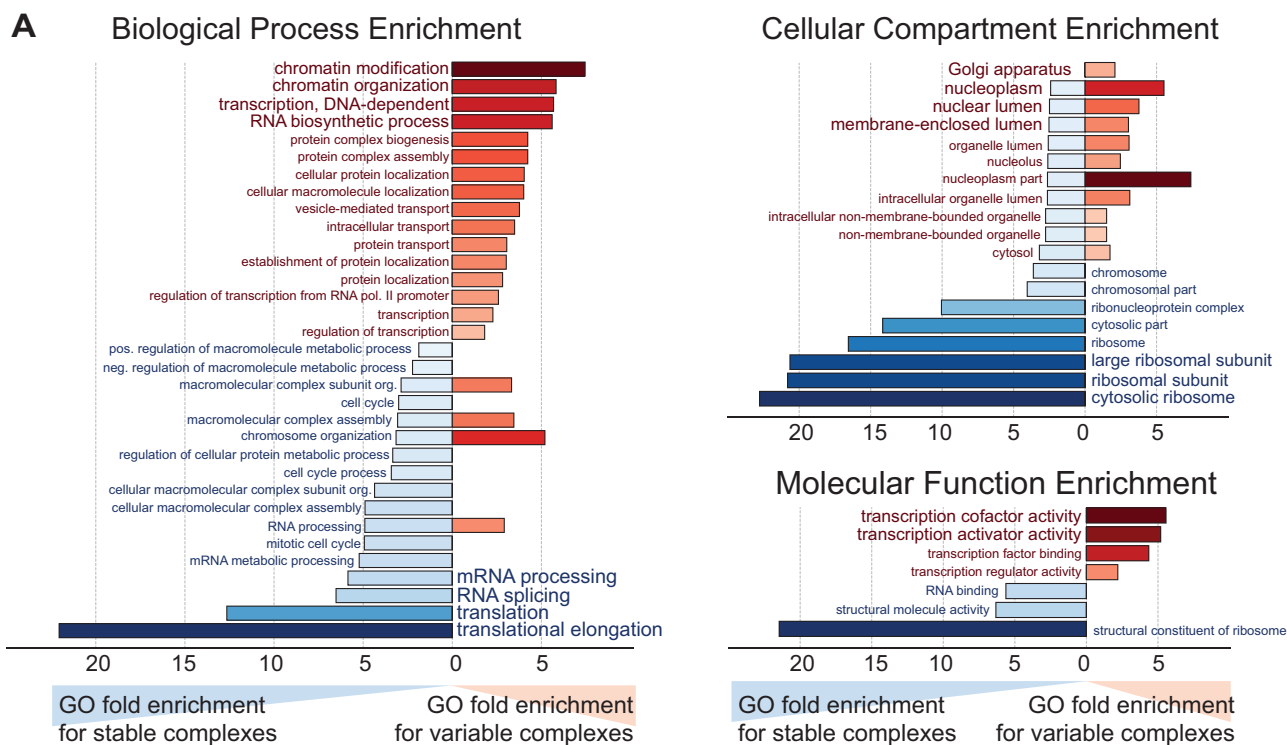 A
Biological Process Enrichment
chromatin modification
chromatin organization
transcription, DNA-dependent
RNA biosynthetic process
protein complex biogenesis
protein complex assembly
cellular protein localization
cellular macromolecule localization
vesicle-mediated transport
intracellular transport
protein transport
establishment of protein localization
protein localization
regulation of transcription from RNA pol. II promoter
transcription
regulation of transcription
pos. regulation of macromolecule metabolic process
neg. regulation of macromolecule metabolic process
macromolecular complex subunit org.
cell cycle
macromolecular complex assembly
chromosome organization
regulation of cellular protein metabolic process
cell cycle process
cellular macromolecular complex subunit org.
cellular macromolecular complex assembly
RNA processing
mitotic cell cycle
mRNA metabolic processing
mRNA processing
RNA splicing
translation
translational elongation
20 15 10 5 0 5
GO fold enrichment
for stable complexes
GO fold enrichment
for variable complexes
Cellular Compartment Enrichment
Golgi apparatus
nucleoplasm
nuclear lumen
membrane-enclosed lumen
organelle lumen
nucleolus
nucleoplasm part
intracellular organelle lumen
intracellular non-membrane-bounded organelle
non-membrane-bounded organelle
cytosol
chromosome
chromosomal part
ribonucleoprotein complex
cytosolic part
ribosome
large ribosomal subunit
ribosomal subunit
cytosolic ribosome
20 15 10 5 0 5
Molecular Function Enrichment
transcription cofactor activity
transcription activator activity
transcription factor binding
transcription regulator activity
RNA binding
structural molecule activity
structural constituent of ribosome
20 15 10 5 0 5
GO fold enrichment
for stable complexes
GO fold enrichment
for variable complexes